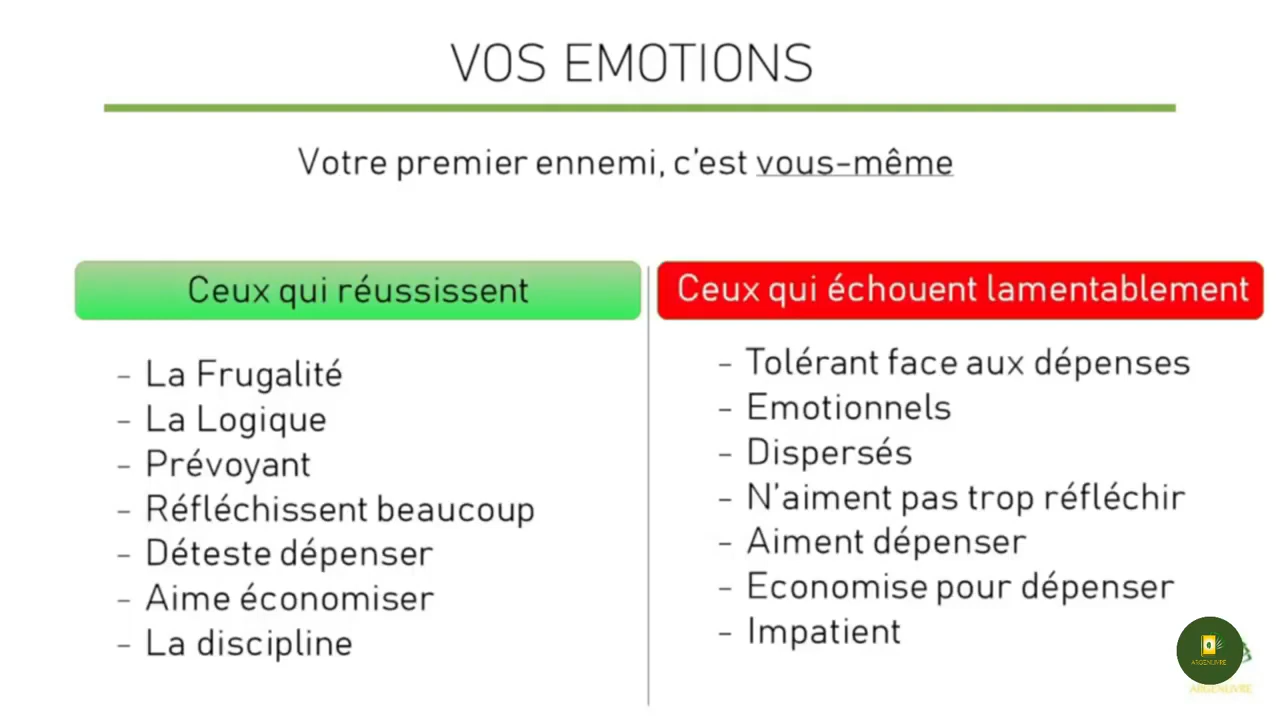 VOS EMOTIONS
Votre premier ennemi, c'est vous-même
Ceux qui réussissent
- La Frugalité
- La Logique
- Prévoyant
- Réfléchissent beaucoup
- Déteste dépenser
- Aime économiser
- La discipline
Ceux qui échouent lamentablement
- Tolérant face aux dépenses
- Emotionnels
- Dispersés
- N'aiment pas trop réfléchir
- Aiment dépenser
- Economise pour dépenser
- Impatient
ARGENLIVRE
ARGENLIVRE